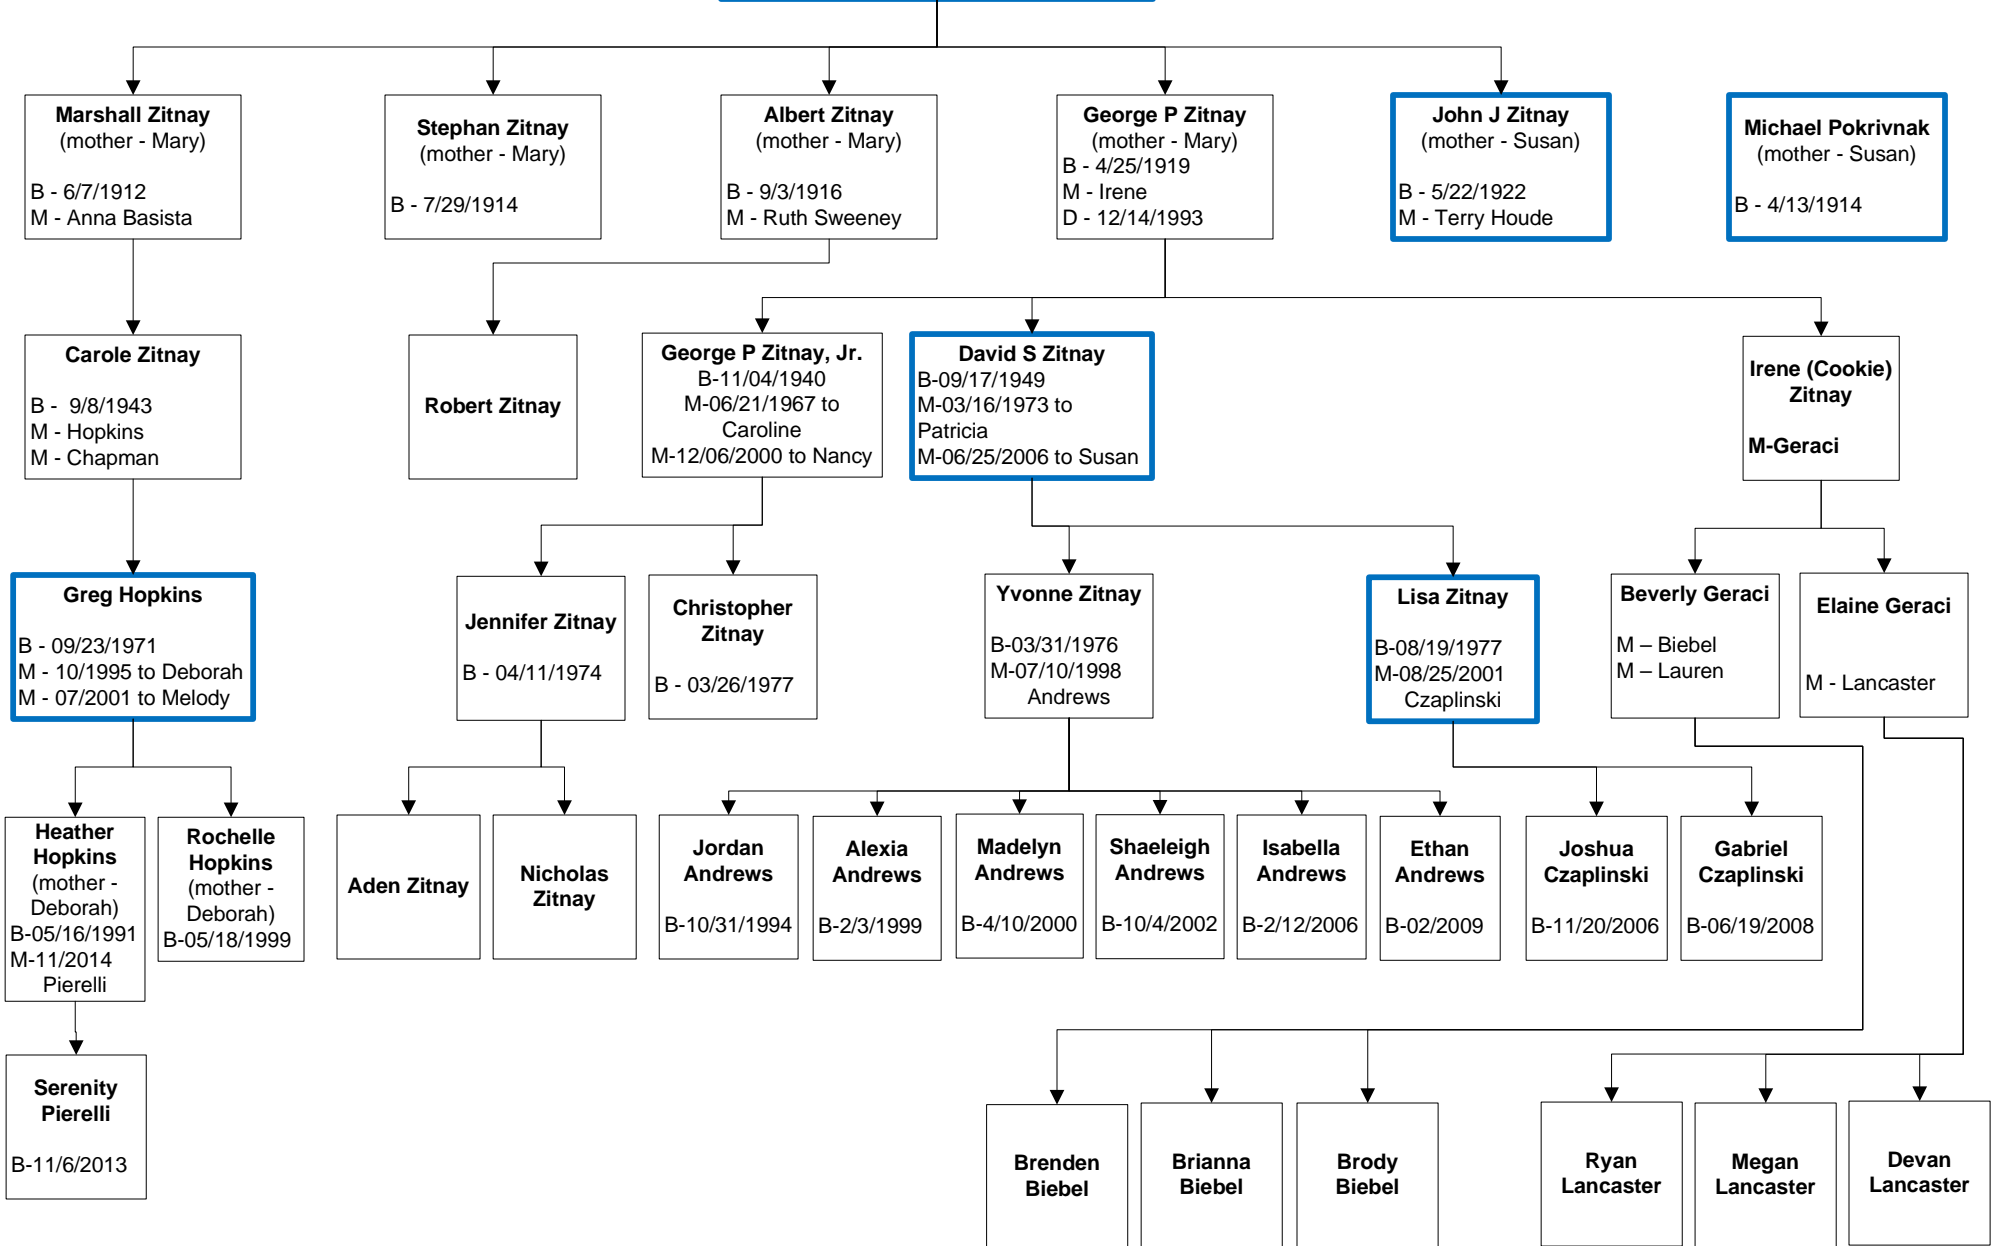 Marshall Zitnay
(mother - Mary)
B - 6/7/1912
M - Anna Basista
Stephan Zitnay
(mother - Mary)
B - 7/29/1914
Albert Zitnay
(mother - Mary)
B - 9/3/1916
M - Ruth Sweeney
George P Zitnay
(mother - Mary)
B - 4/25/1919
M - Irene
D - 12/14/1993
John J Zitnay
(mother - Susan)
B - 5/22/1922
M - Terry Houde
Michael Pokrivnak
(mother - Susan)
B - 4/13/1914
Carole Zitnay
B -  9/8/1943
M - Hopkins
M - Chapman
Robert Zitnay
George P Zitnay, Jr.
B-11/04/1940
M-06/21/1967 to
Caroline
M-12/06/2000 to Nancy
David S Zitnay
B-09/17/1949
M-03/16/1973 to
Patricia
M-06/25/2006 to Susan
Irene (Cookie)
Zitnay
M-Geraci
Greg Hopkins
B - 09/23/1971
M - 10/1995 to Deborah
M - 07/2001 to Melody
Jennifer Zitnay
B - 04/11/1974
Christopher
Zitnay
B - 03/26/1977
Yvonne Zitnay
B-03/31/1976
M-07/10/1998
Andrews
Lisa Zitnay
B-08/19/1977
M-08/25/2001
Czaplinski
Beverly Geraci
M – Biebel
M – Lauren
Elaine Geraci
M - Lancaster
Heather
Hopkins
(mother -
Deborah)
B-05/16/1991
M-11/2014
Pierelli
Rochelle
Hopkins
(mother -
Deborah)
B-05/18/1999
Aden Zitnay
Nicholas
Zitnay
Jordan
Andrews
B-10/31/1994
Alexia
Andrews
B-2/3/1999
Madelyn
Andrews
B-4/10/2000
Shaeleigh
Andrews
B-10/4/2002
Isabella
Andrews
B-2/12/2006
Ethan
Andrews
B-02/2009
Joshua
Czaplinski
B-11/20/2006
Gabriel
Czaplinski
B-06/19/2008
Serenity
Pierelli
B-11/6/2013
Brenden
Biebel
Brianna
Biebel
Brody
Biebel
Ryan
Lancaster
Megan
Lancaster
Devan
Lancaster